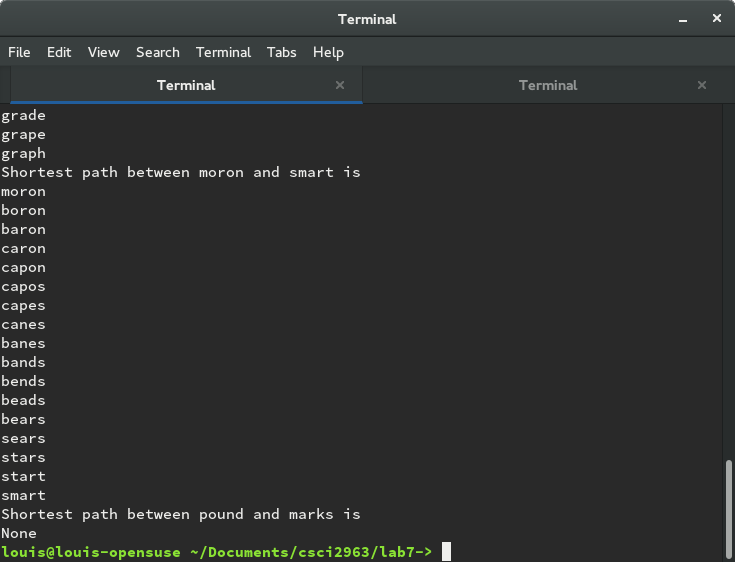 Terminal
File Edit View Search Terminal Tabs Help
Terminal Terminal
grade
grape
graph
Shortest path between moron and smart is
moron
boron
baron
caron
capon
capos
capes
canes
banes
bands
bends
beads
bears
sears
stars
start
smart
Shortest path between pound and marks is
None
louis@louis-opensuse ~/Documents/csci2963/lab7->